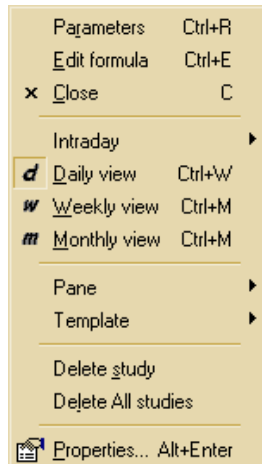 Parameters Ctrl+R
Edit formula Ctrl+E
Close C
Intraday
d Daily view Ctrl+W
w Weekly view Ctrl+M
m Monthly view Ctrl+M
Pane
Template
Delete study
Delete All studies
Properties... Alt+Enter